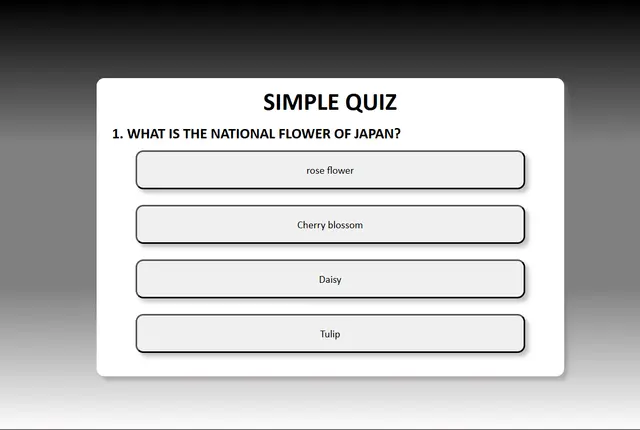 SIMPLE QUIZ
1. WHAT IS THE NATIONAL FLOWER OF JAPAN?
rose flower
Cherry blossom
Daisy
Tulip